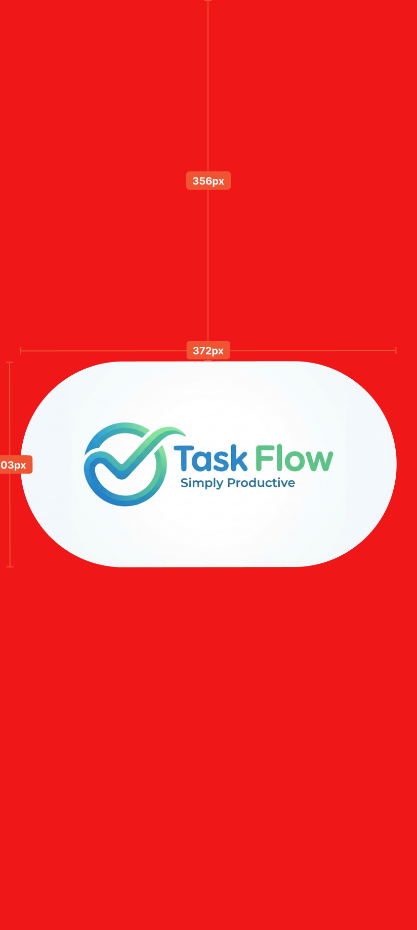 356px
372px
03px
Task Flow
Simply Productive